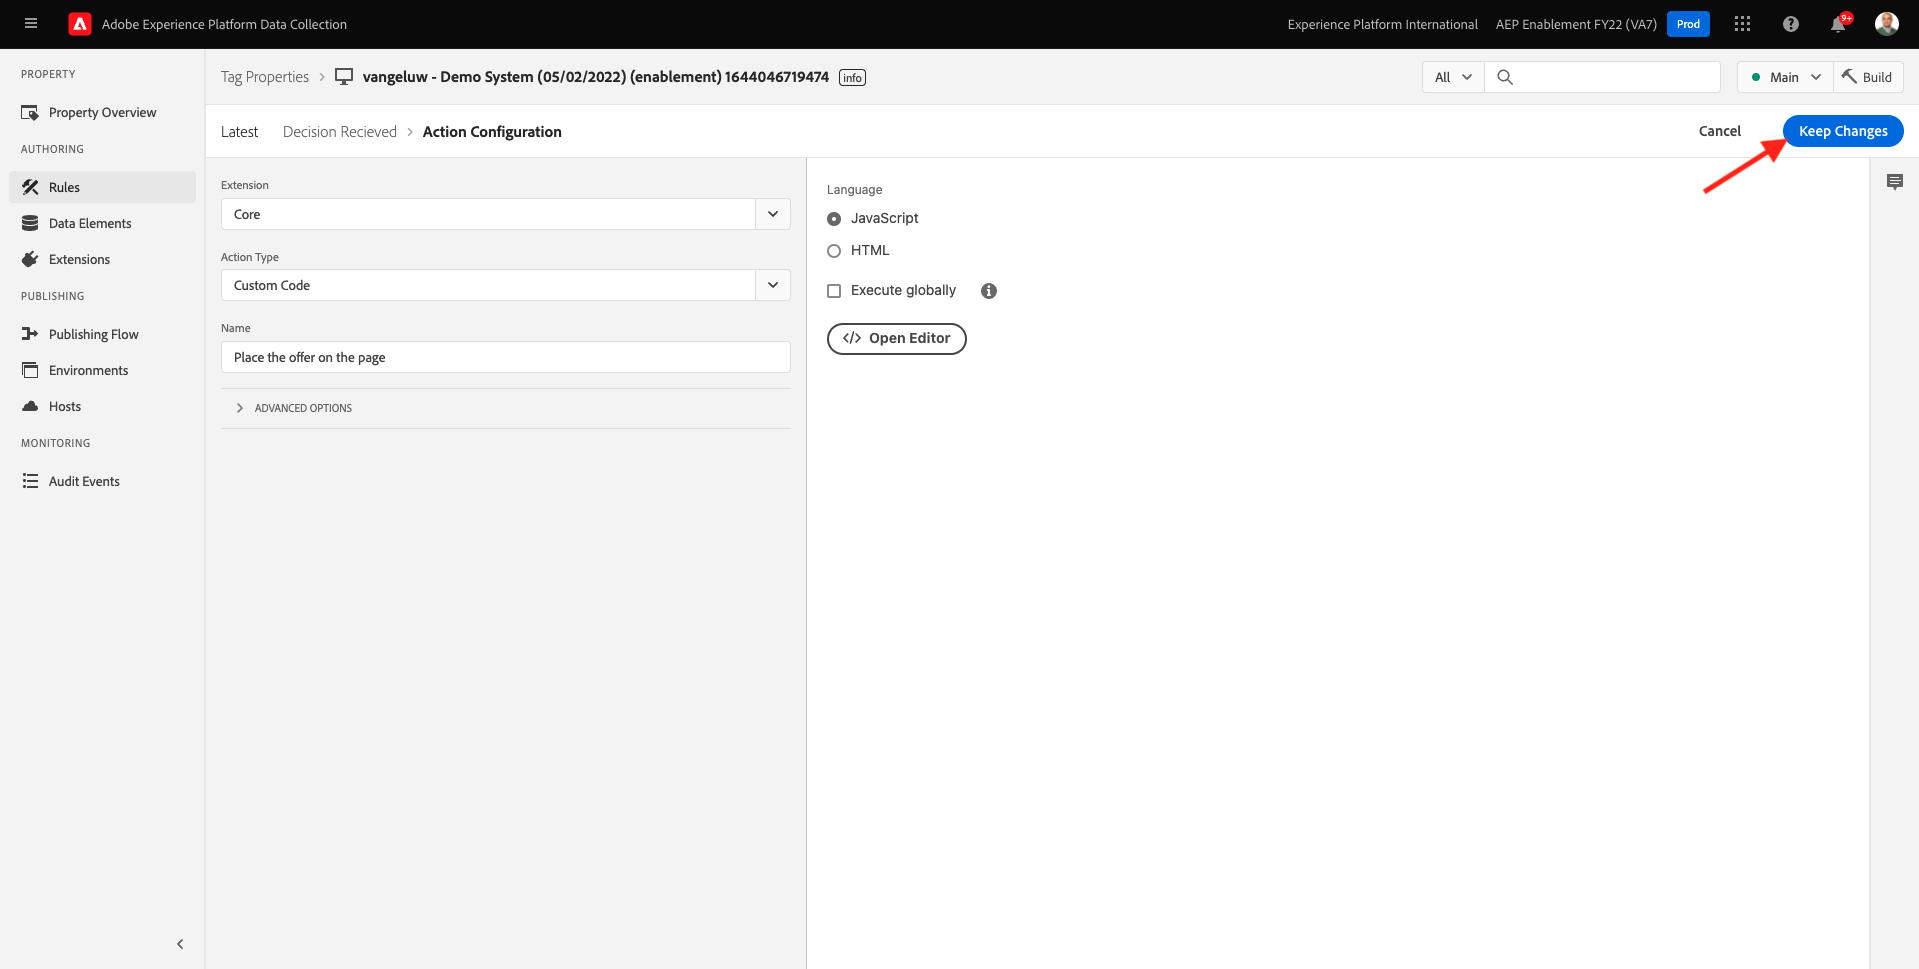 Adobe Experience Platform Data Collection
Experience Platform International
AEP Enablement FY22 (VA7)
Prod
9+
PROPERTY
Property Overview
AUTHORING
Rules
Data Elements
Extensions
PUBLISHING
Publishing Flow
Environments
Hosts
MONITORING
Audit Events
Tag Properties > vangeluw - Demo System (05/02/2022) (enablement) 1644046719474 info
All
Main
Build
Latest
Decision Recieved > Action Configuration
Cancel
Keep Changes
Extension
Core
Action Type
Custom Code
Name
Place the offer on the page
ADVANCED OPTIONS
Language
JavaScript
HTML
Execute globally
</> Open Editor